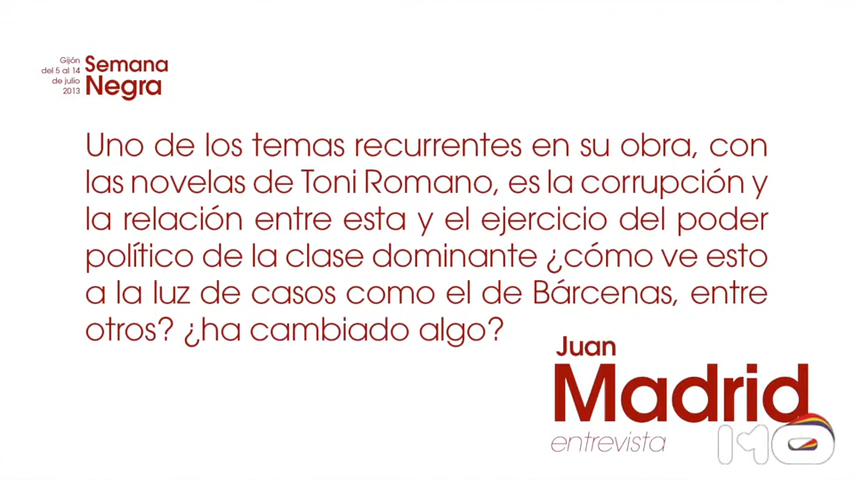 Gijón
del 5 al 14
de julio
2013
Semana
Negra
Uno de los temas recurrentes en su obra, con
las novelas de Toni Romano, es la corrupción y
la relación entre esta y el ejercicio del poder
político de la clase dominante ¿cómo ve esto
a la luz de casos como el de Bárcenas, entre
otros? ¿ha cambiado algo?
Juan
Madrid
entrevista